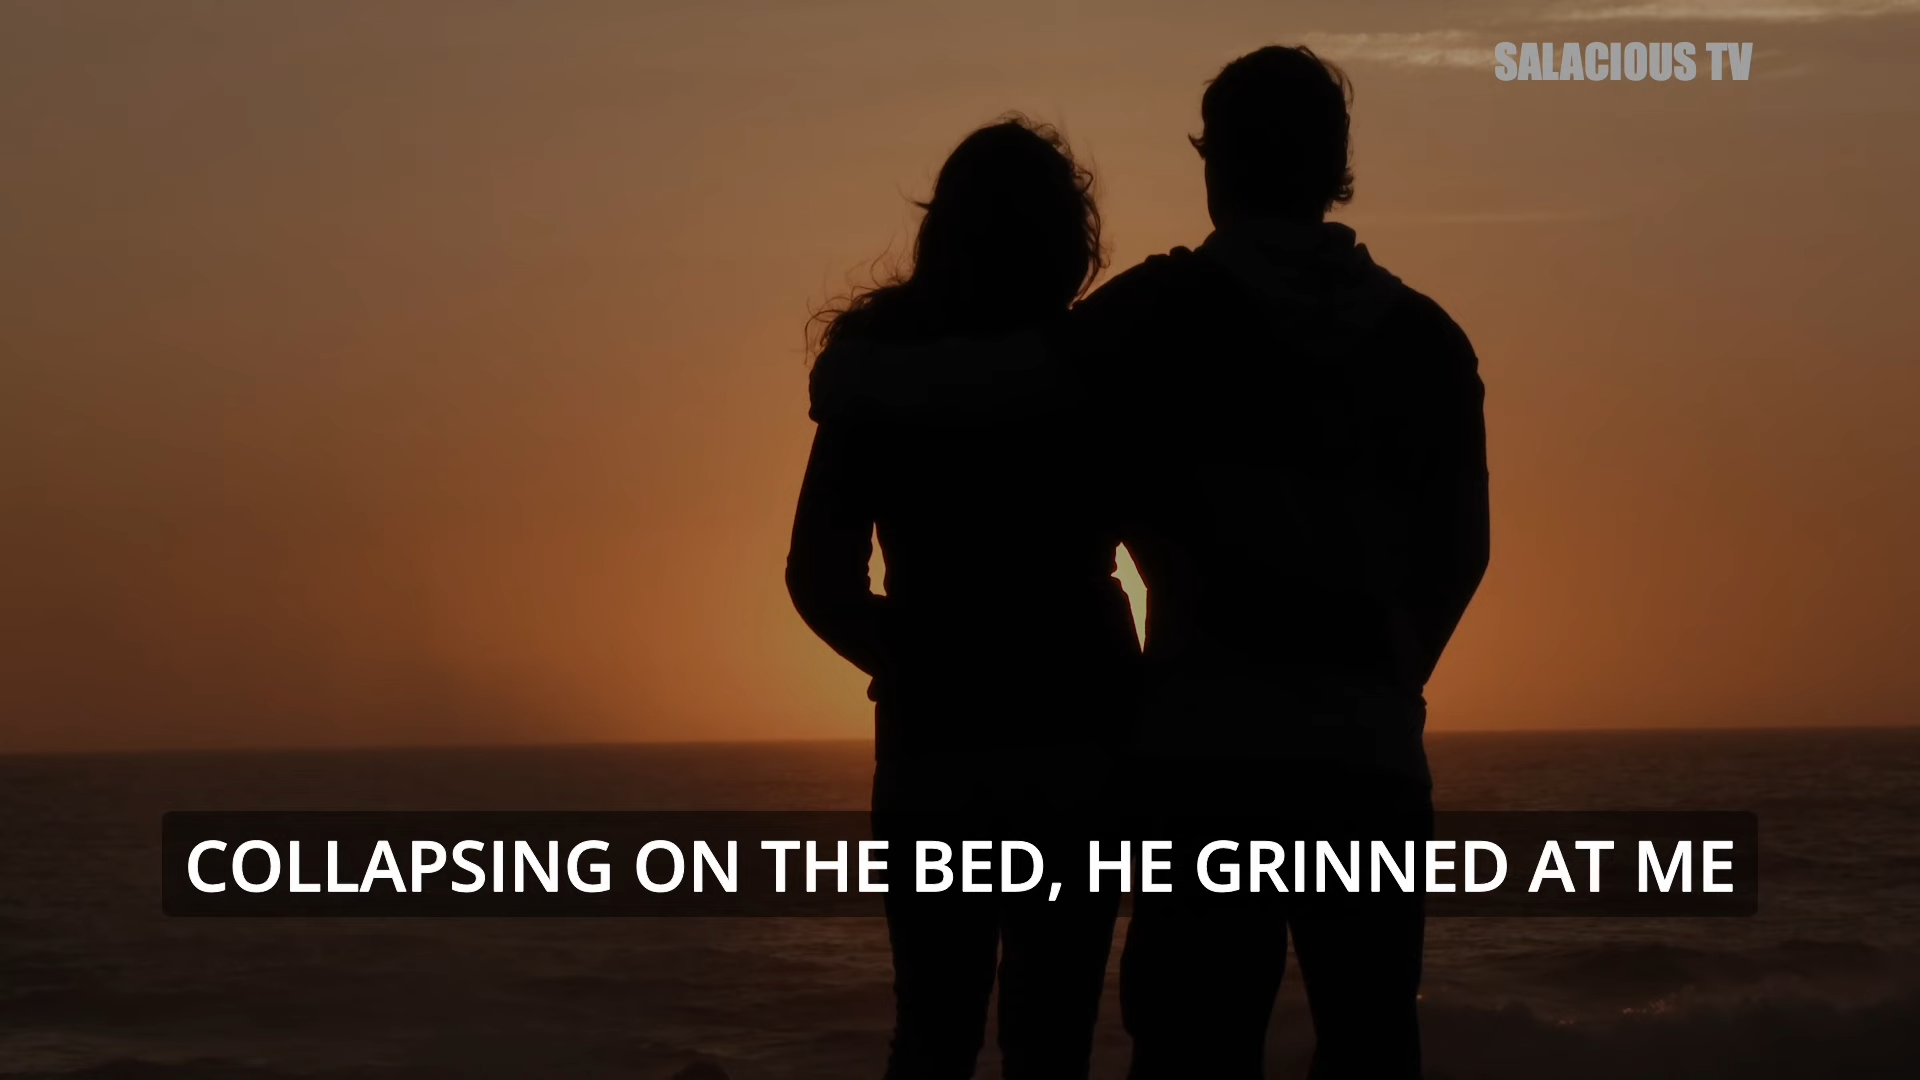 SALACIOUS TV
COLLAPSING ON THE BED, HE GRINNED AT ME